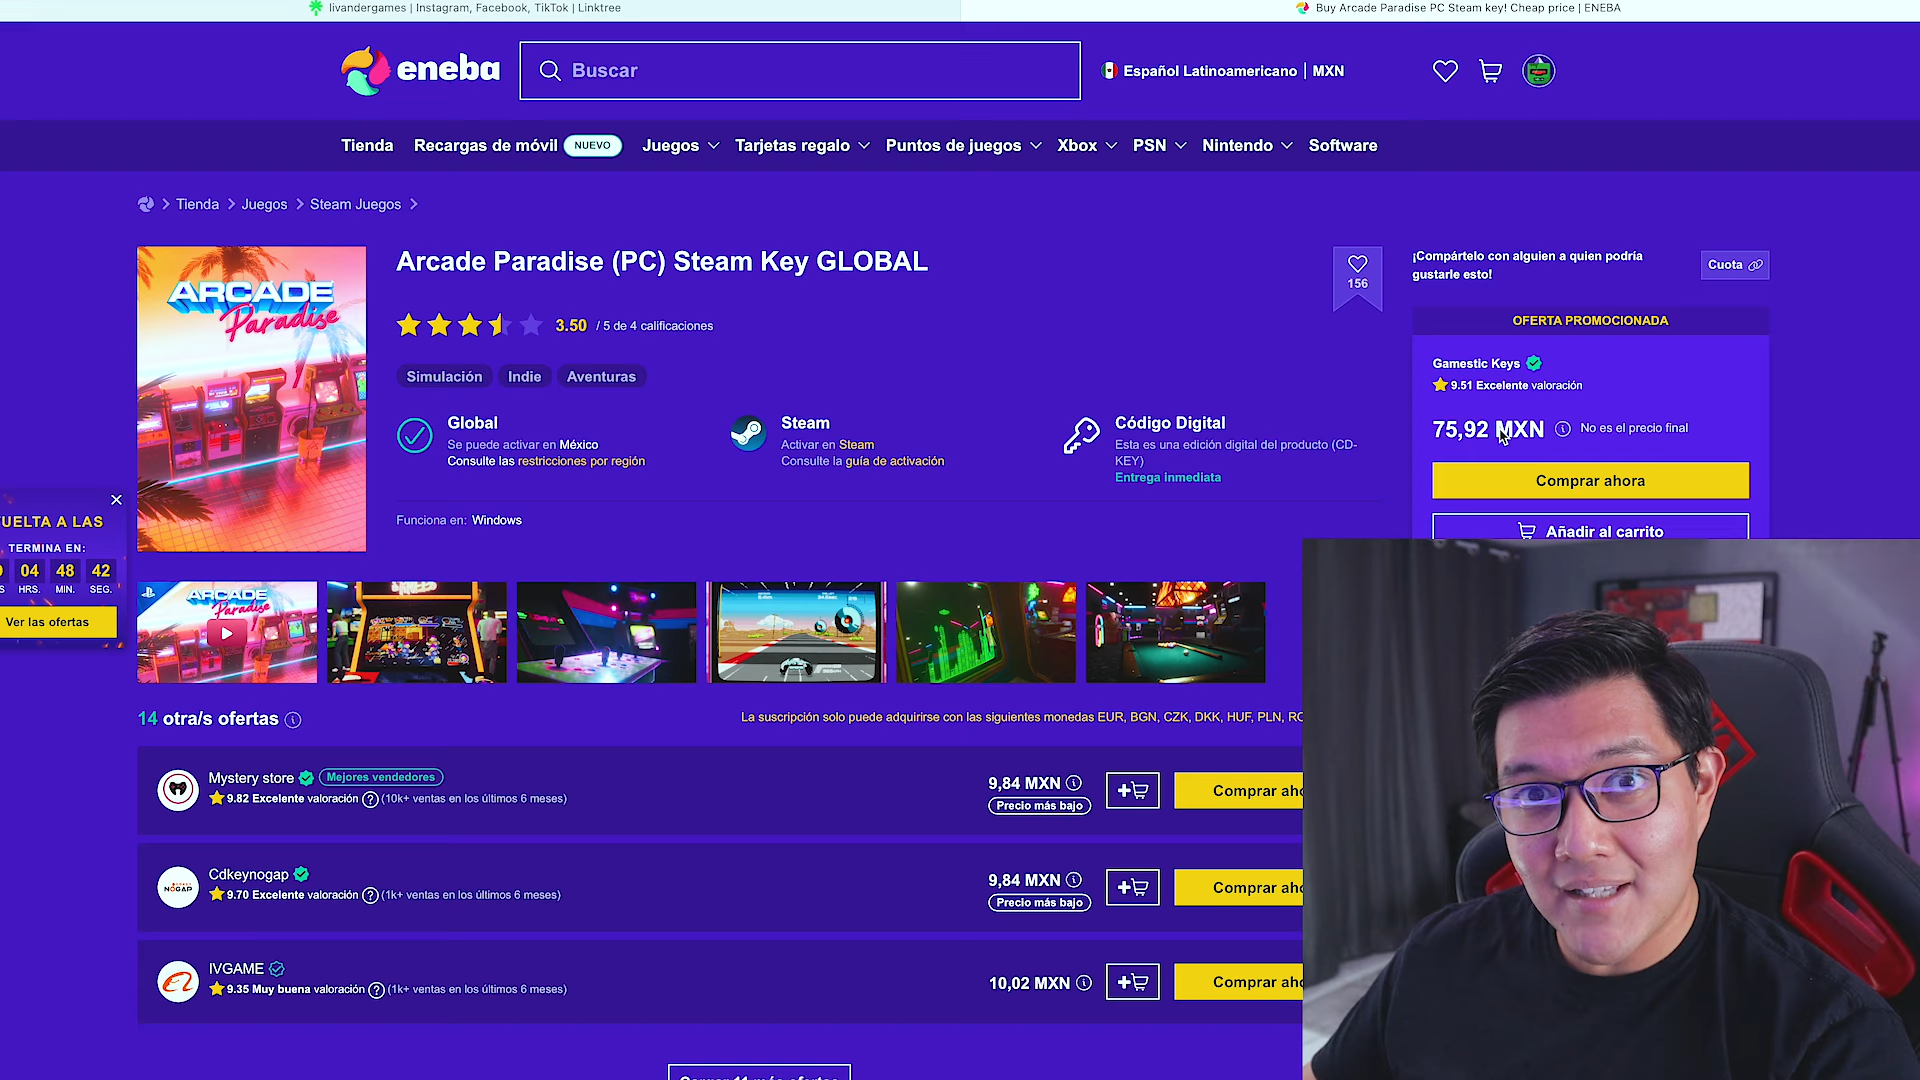 livandergames | Instagram, Facebook, TikTok | Linktree
Buy Arcade Paradise PC Steam key! Cheap price | ENEBA
eneba
Buscar
Español Latinoamericano | MXN
Tienda
Recargas de móvil NUEVO
Juegos
Tarjetas regalo
Puntos de juegos
Xbox
PSN
Nintendo
Software
Tienda > Juegos > Steam Juegos >
ARCADE
Paradise
Arcade Paradise (PC) Steam Key GLOBAL
3.50 / 5 de 4 calificaciones
Simulación
Indie
Aventuras
156
Global
Se puede activar en México
Consulte las restricciones por región
Steam
Activar en Steam
Consulte la guía de activación
Código Digital
Esta es una edición digital del producto (CD-
KEY)
Entrega inmediata
Funciona en: Windows
¡Compártelo con alguien a quien podría
gustarle esto!
Cuota
OFERTA PROMOCIONADA
Gamestic Keys
9.51 Excelente valoración
75,92 MXN
No es el precio final
Comprar ahora
Añadir al carrito
UELTA A LAS
TERMINA EN:
04 48 42
S HRS. MIN. SEG.
Ver las ofertas
ARCADE
Paradise
14 otra/s ofertas
La suscripción solo puede adquirirse con las siguientes monedas EUR, BGN, CZK, DKK, HUF, PLN,
Mystery store Mejores vendedores
9.82 Excelente valoración (10k+ ventas en los últimos 6 meses)
9,84 MXN
Precio más bajo
Comprar aho
NOGAP
Cdkeynogap
9.70 Excelente valoración (1k+ ventas en los últimos 6 meses)
9,84 MXN
Precio más bajo
Comprar aho
IVGAME
9.35 Muy buena valoración (1k+ ventas en los últimos 6 meses)
10,02 MXN
Comprar aho